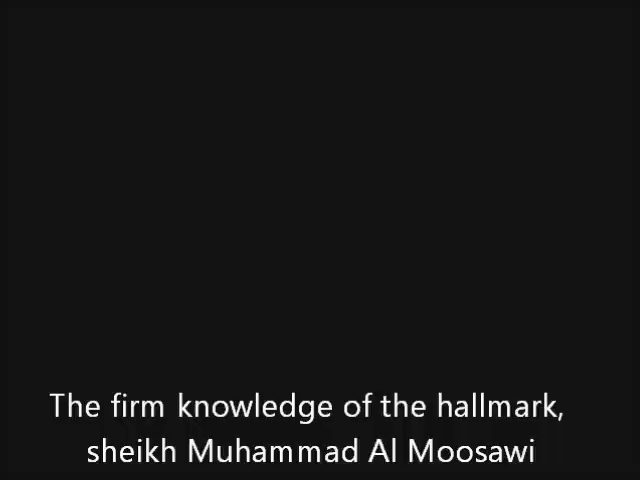 The firm knowledge of the hallmark,
sheikh Muhammad Al Moosawi